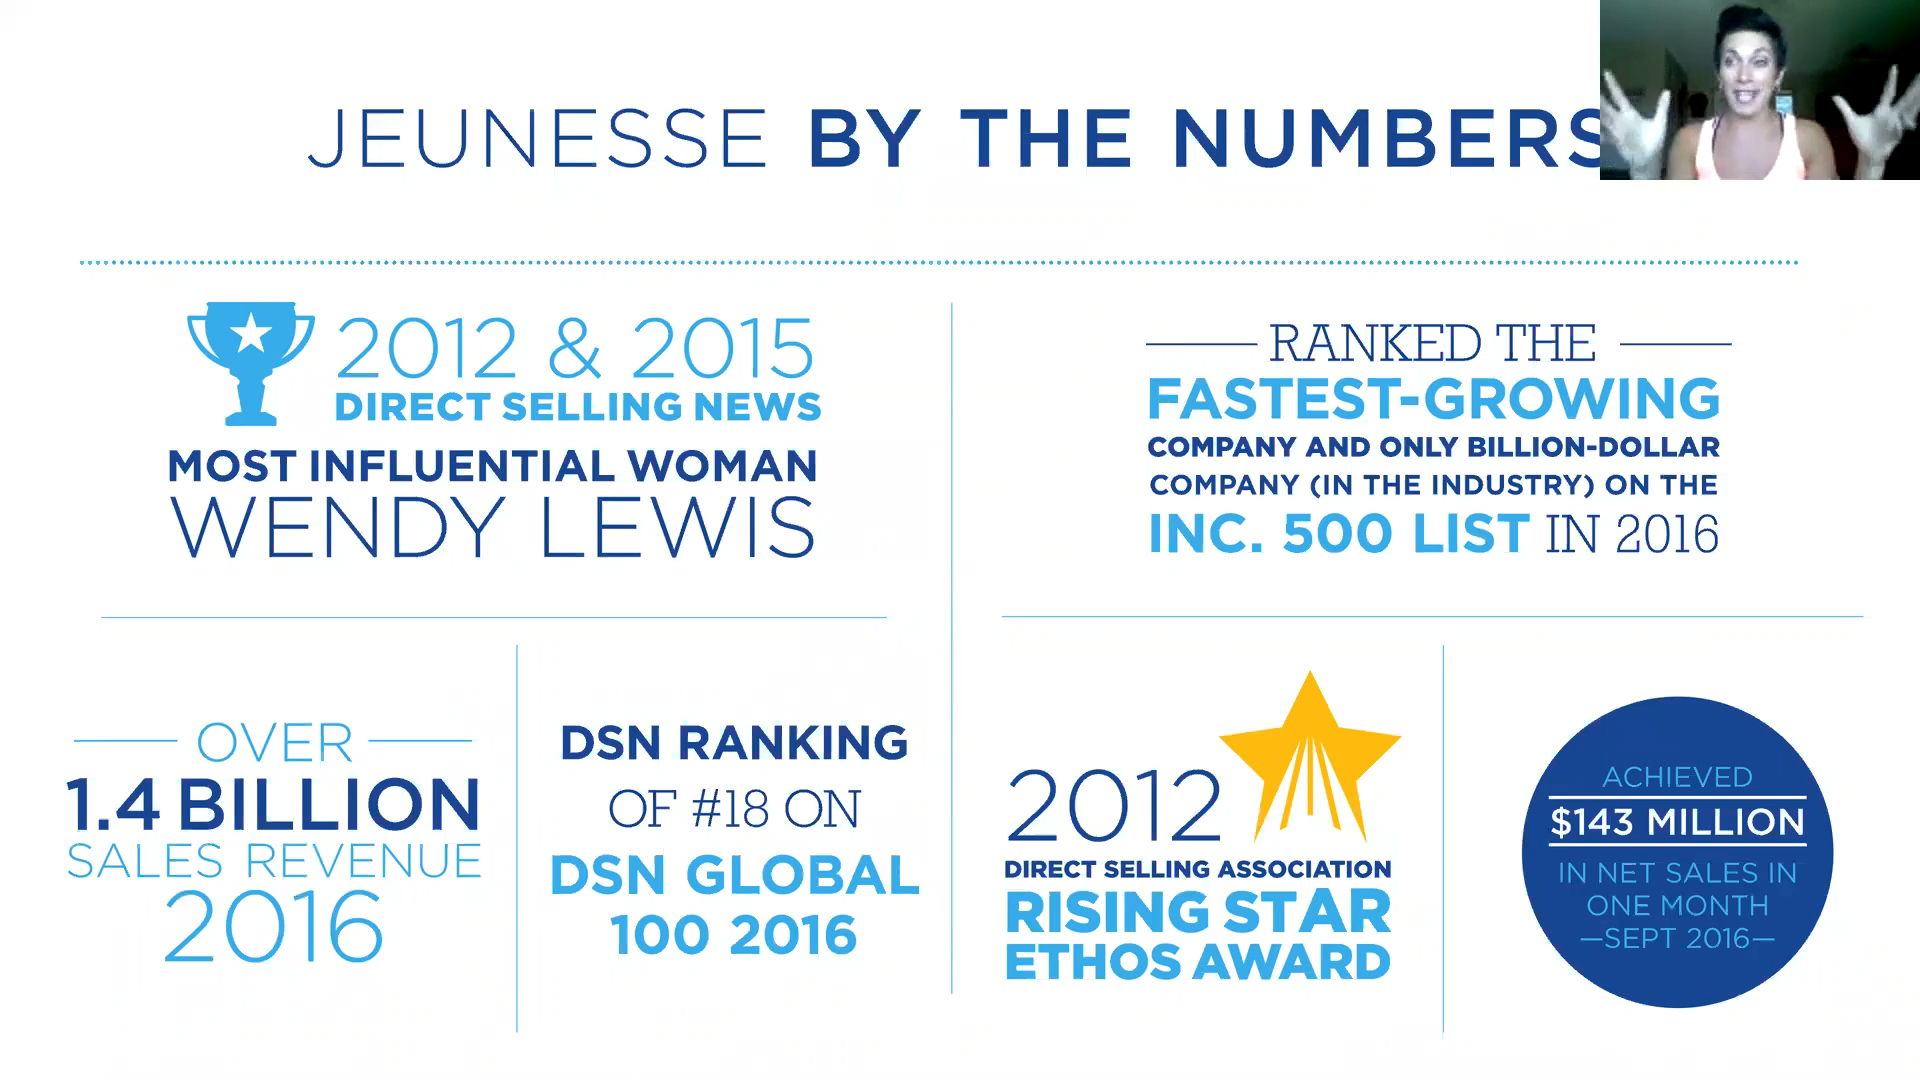 JEUNESSE BY THE NUMBERS
2012 & 2015
DIRECT SELLING NEWS
MOST INFLUENTIAL WOMAN
WENDY LEWIS
RANKED THE
FASTEST-GROWING
COMPANY AND ONLY BILLION-DOLLAR
COMPANY (IN THE INDUSTRY) ON THE
INC. 500 LIST IN 2016
OVER
1.4 BILLION
SALES REVENUE
2016
DSN RANKING
OF #18 ON
DSN GLOBAL
100 2016
2012
DIRECT SELLING ASSOCIATION
RISING STAR
ETHOS AWARD
ACHIEVED
$143 MILLION
IN NET SALES IN
ONE MONTH
—SEPT 2016—